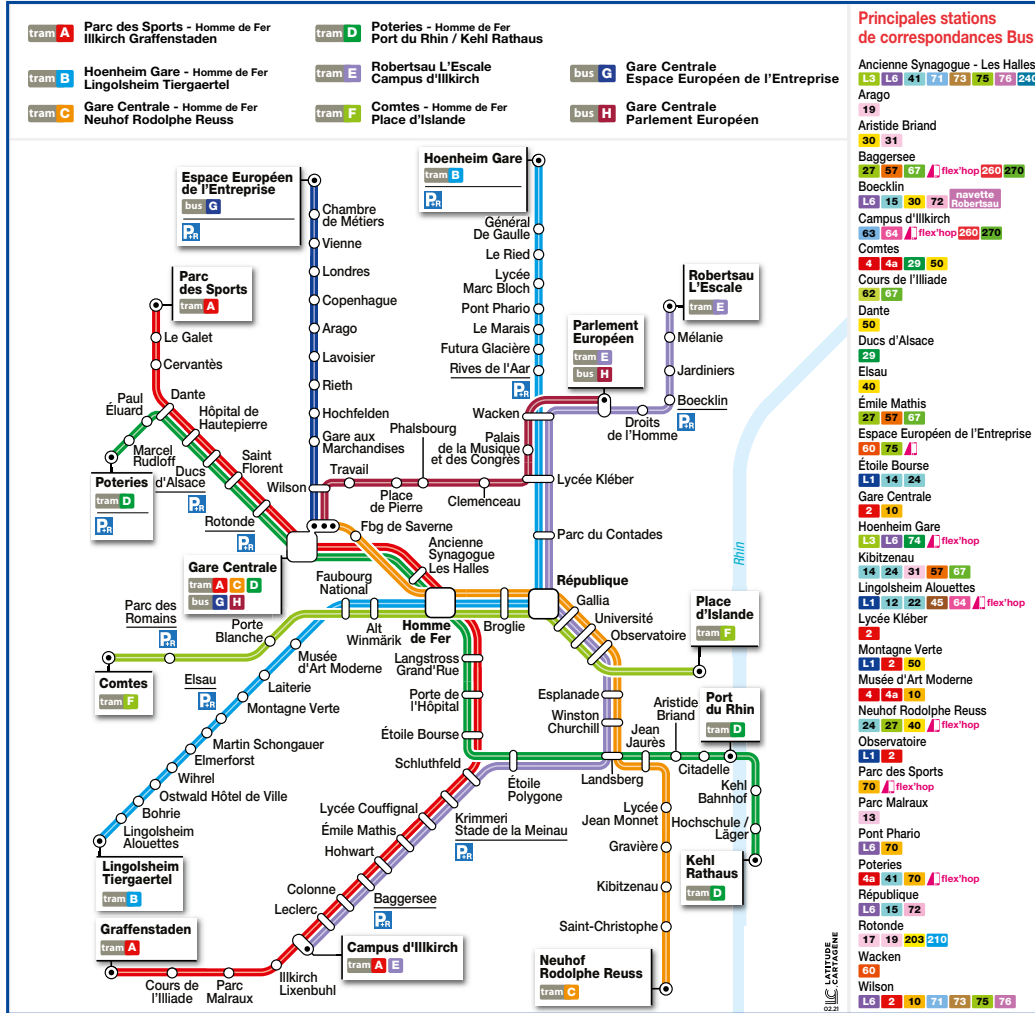 tram A Parc des Sports - Homme de Fer
Illkirch Graffenstaden
tram B Hoenheim Gare - Homme de Fer
Lingolsheim Tiergaertel
tram C Gare Centrale - Homme de Fer
Neuhof Rodolphe Reuss
tram D Poteries - Homme de Fer
Port du Rhin / Kehl Rathaus
tram E Robertsau L'Escale
Campus d'Illkirch
tram F Comtes - Homme de Fer
Place d'Islande
bus G Gare Centrale
Espace Européen de l'Entreprise
bus H Gare Centrale
Parlement Européen
Espace Européen
de l'Entreprise
bus G
P+R
Chambre
de Métiers
Vienne
Londres
Copenhague
Arago
Lavoisier
Rieth
Hochfelden
Gare aux
Marchandises
Wilson
Hoenheim Gare
tram B
P+R
Général
De Gaulle
Le Ried
Lycée
Marc Bloch
Pont Phario
Le Marais
Futura Glacière
Rives de l'Aar
P+R
Wacken
Palais
de la Musique
et des Congrès
Lycée Kléber
Parc du Contades
Parlement
Européen
tram E
bus H
Robertsau
L'Escale
tram E
Mélanie
Jardiniers
Boecklin
P+R
Droits
de l'Homme
Phalsbourg
Travail
Place
de Pierre
Clemenceau
Parc
des Sports
tram A
Le Galet
Cervantès
Dante
Paul
Éluard
Marcel
Rudloff
Poteries
tram D
P+R
Hôpital de
Hautepierre
Ducs
d'Alsace
P+R
Saint
Florent
Rotonde
P+R
Gare Centrale
tram A C D
bus G H
Fbg de Saverne
Ancienne
Synagogue
Les Halles
Faubourg
National
Alt
Winmärik
Homme
de Fer
Broglie
République
Gallia
Université
Observatoire
Place
d'Islande
tram F
Parc des
Romains
P+R
Porte
Blanche
Comtes
tram F
Musée
d'Art Moderne
Laiterie
Elsau
P+R
Montagne Verte
Martin Schongauer
Elmerforst
Wihrel
Ostwald Hôtel de Ville
Bohrie
Lingolsheim
Alouettes
Lingolsheim
Tiergaertel
tram B
Langstross
Grand'Rue
Porte de
l'Hôpital
Étoile Bourse
Schluthfeld
Étoile
Polygone
Landsberg
Esplanade
Winston
Churchill
Jean
Jaurès
Aristide
Briand
Citadelle
Port
du Rhin
tram D
Kehl
Bahnhof
Hochschule /
Läger
Kehl
Rathaus
tram D
Rhin
Lycée
Jean Monnet
Gravière
Kibitzenau
Saint-Christophe
Neuhof
Rodolphe Reuss
tram C
Krimmeri
Stade de la Meinau
P+R
Lycée Couffignal
Émile Mathis
Hohwart
Baggersee
P+R
Colonne
Leclerc
Campus d'Illkirch
tram A E
Illkirch
Lixenbuhl
Parc
Malraux
Cours de
l'Illiade
Graffenstaden
tram A
LATITUDE
CARTAGÈNE
02.21
Principales stations
de correspondances Bus
Ancienne Synagogue - Les Halles
L3 L6 41 71 73 75 76 240
Arago
19
Aristide Briand
30 31
Baggersee
27 57 67 flex'hop 260 270
Boecklin
L6 15 30 72 navette Robertsau
Campus d'Illkirch
63 64 flex'hop 260 270
Comtes
4 4a 29 50
Cours de l'Illiade
62 67
Dante
50
Ducs d'Alsace
29
Elsau
40
Émile Mathis
27 57 67
Espace Européen de l'Entreprise
60 75
Étoile Bourse
L1 14 24
Gare Centrale
2 10
Hoenheim Gare
L3 L6 74 flex'hop
Kibitzenau
14 24 31 57 67
Lingolsheim Alouettes
L1 12 22 45 64 flex'hop
Lycée Kléber
2
Montagne Verte
L1 2 50
Musée d'Art Moderne
4 4a 10
Neuhof Rodolphe Reuss
24 27 40 flex'hop
Observatoire
L1 2
Parc des Sports
70 flex'hop
Parc Malraux
13
Pont Phario
L6 70
Poteries
4a 41 70 flex'hop
République
L6 15 72
Rotonde
17 19 203 210
Wacken
60
Wilson
L6 2 10 71 73 75 76